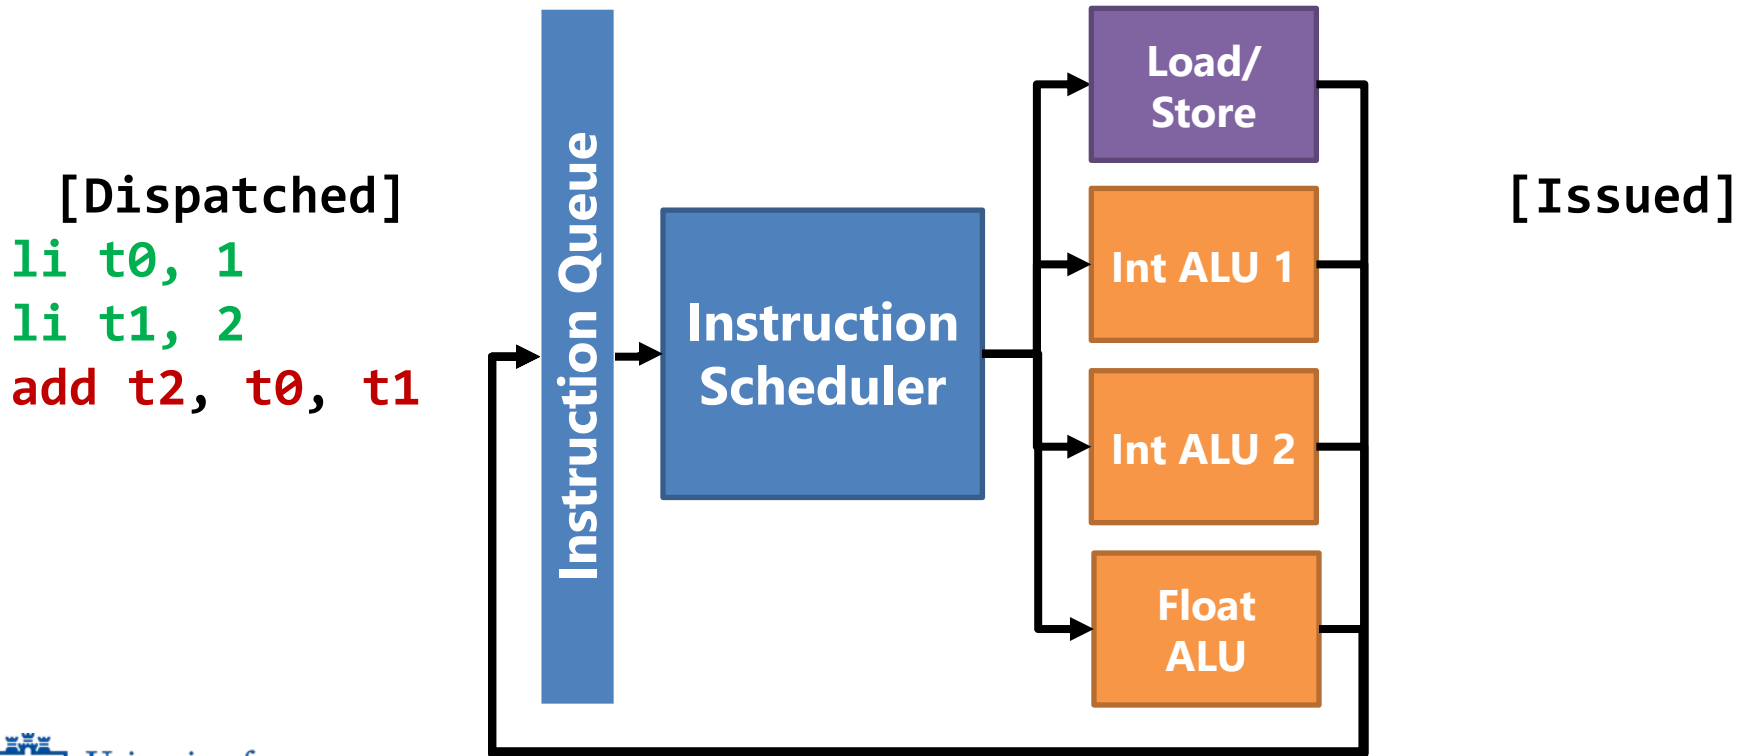 [Dispatched]
li t0, 1
li t1, 2
add t2, t0, t1
Instruction Queue
Instruction
Scheduler
Load/
Store
Int ALU 1
Int ALU 2
Float
ALU
[Issued]